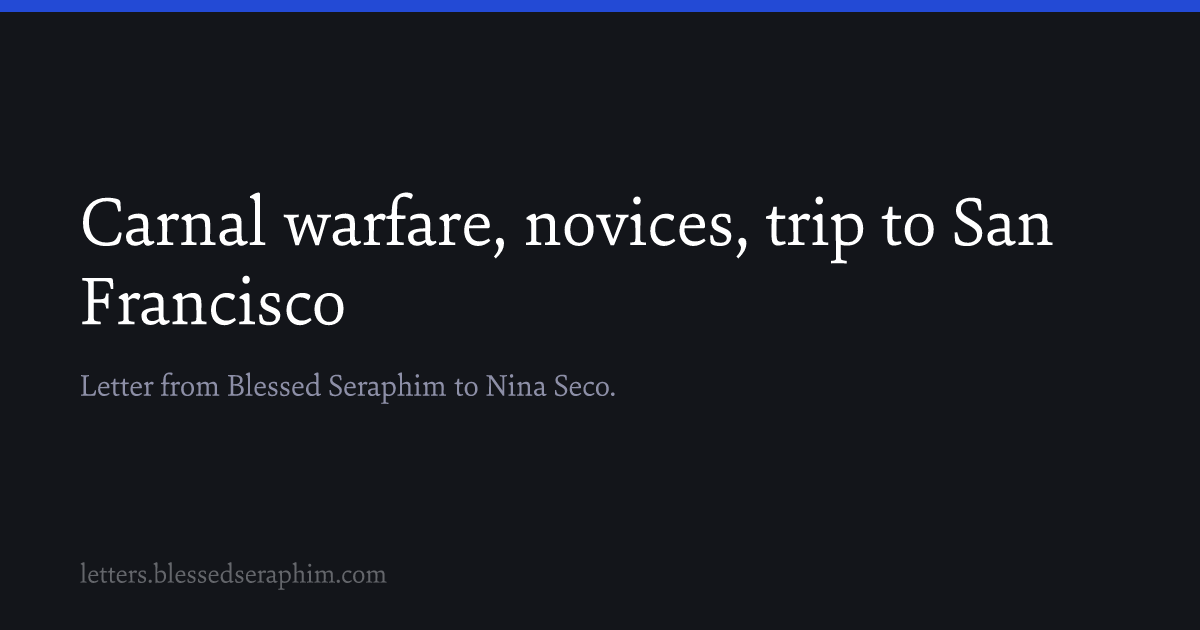 Carnal warfare, novices, trip to San
Francisco
Letter from Blessed Seraphim to Nina Seco.
letters.blessedseraphim.com